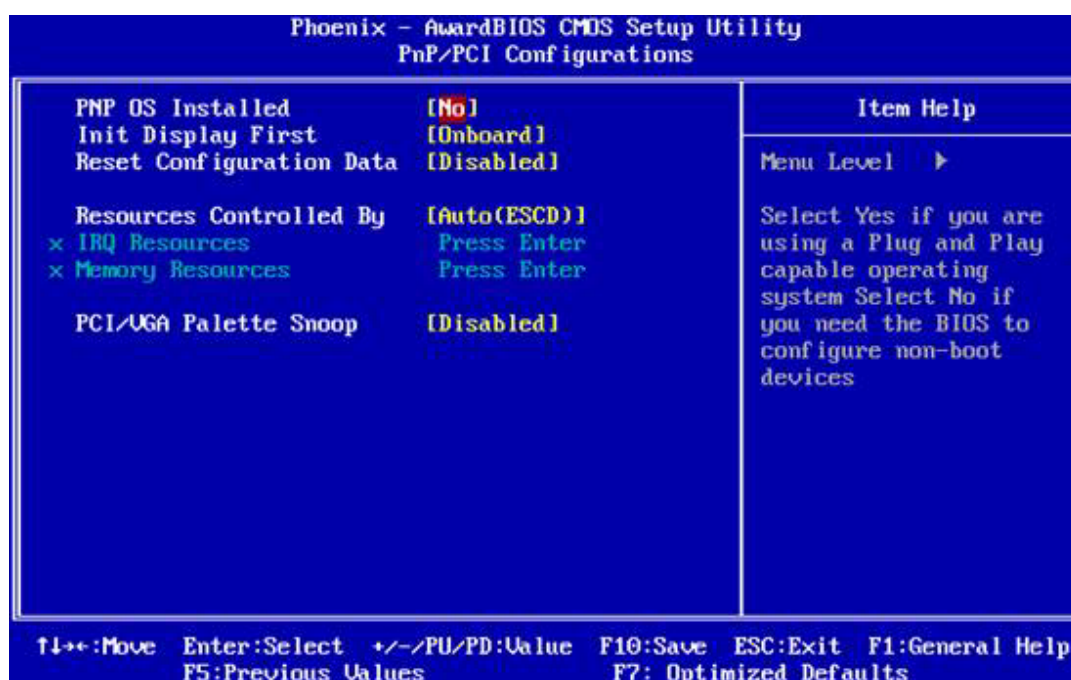 Phoenix - AwardBIOS CMOS Setup Utility
PnP/PCI Configurations
PNP OS Installed [No]
Init Display First [Onboard]
Reset Configuration Data [Disabled]
Resources Controlled By [Auto(ESCD)]
x IRQ Resources Press Enter
x Memory Resources Press Enter
PCI/VGA Palette Snoop [Disabled]
Item Help
Menu Level ▶
Select Yes if you are
using a Plug and Play
capable operating
system Select No if
you need the BIOS to
configure non-boot
devices
↑↓→←:Move Enter:Select +/-/PU/PD:Value F10:Save ESC:Exit F1:General Help
F5:Previous Values F7: Optimized Defaults